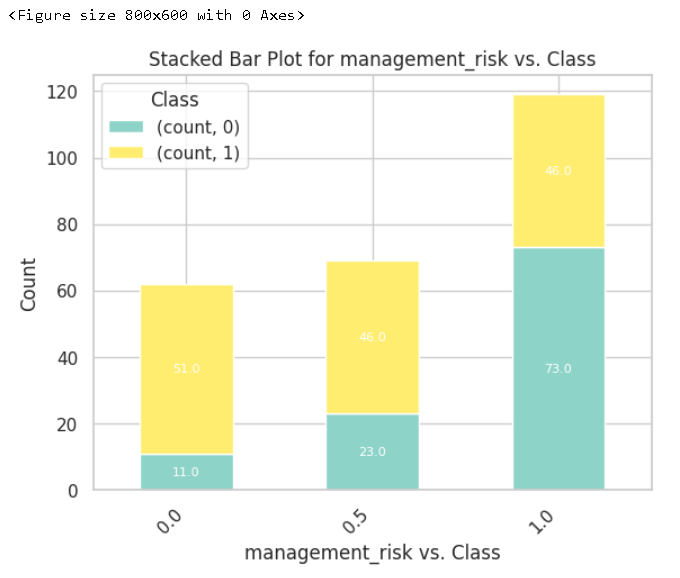 <Figure size 800x600 with 0 Axes>
Stacked Bar Plot for management_risk vs. Class
Class
(count, 0)
(count, 1)
120
100
80
60
40
20
0
Count
51.0
11.0
46.0
23.0
46.0
73.0
0.0
0.5
1.0
management_risk vs. Class